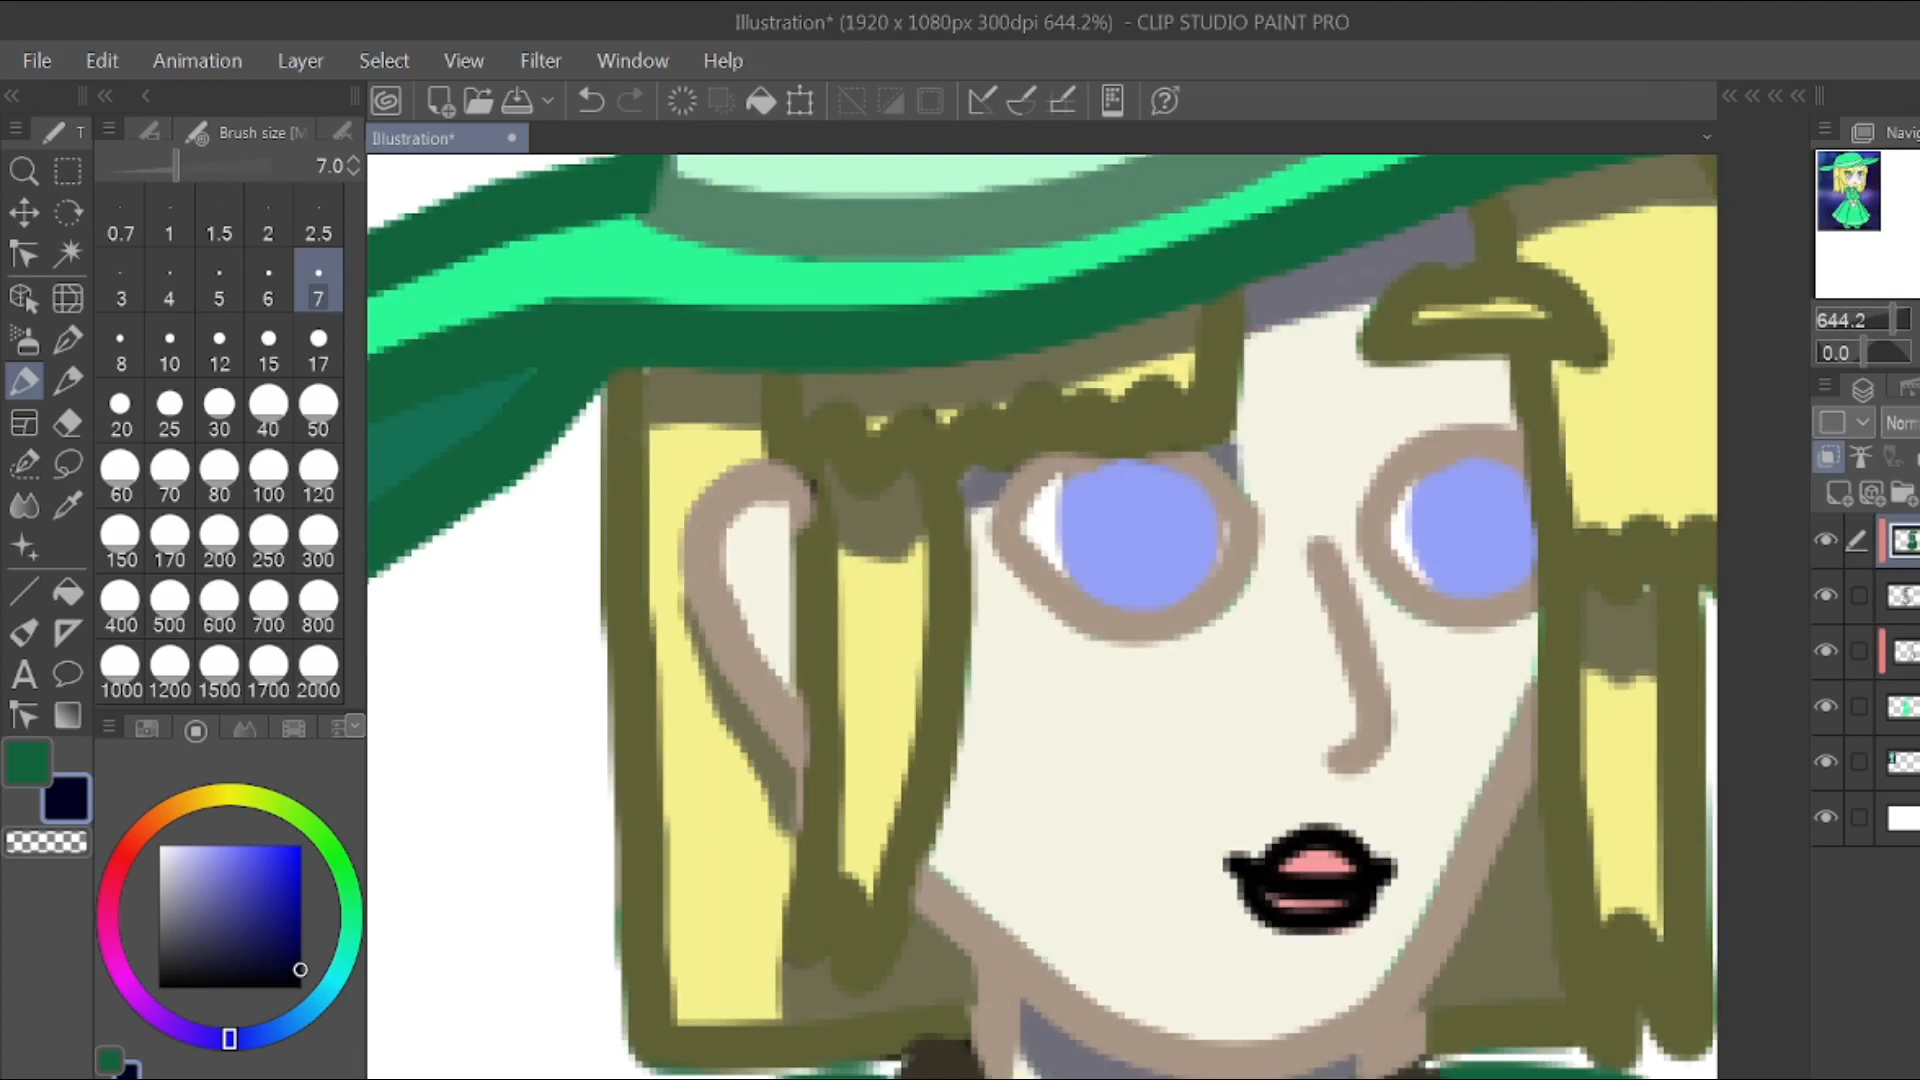 Illustration* (1920 x 1080px 300dpi 644.2%) - CLIP STUDIO PAINT PRO
File Edit Animation Layer Select View Filter Window Help
T Brush size [M
Illustration*
Navig
7.0
0.7 1 1.5 2 2.5
3 4 5 6 7
8 10 12 15 17
20 25 30 40 50
60 70 80 100 120
150 170 200 250 300
400 500 600 700 800
1000 1200 1500 1700 2000
644.2
0.0
Norm